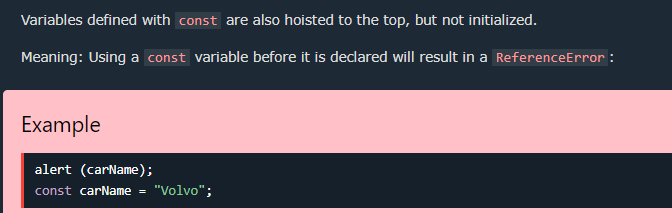 Variables defined with const are also hoisted to the top, but not initialized.
Meaning: Using a const variable before it is declared will result in a ReferenceError:
Example
alert (carName);
const carName = "Volvo";